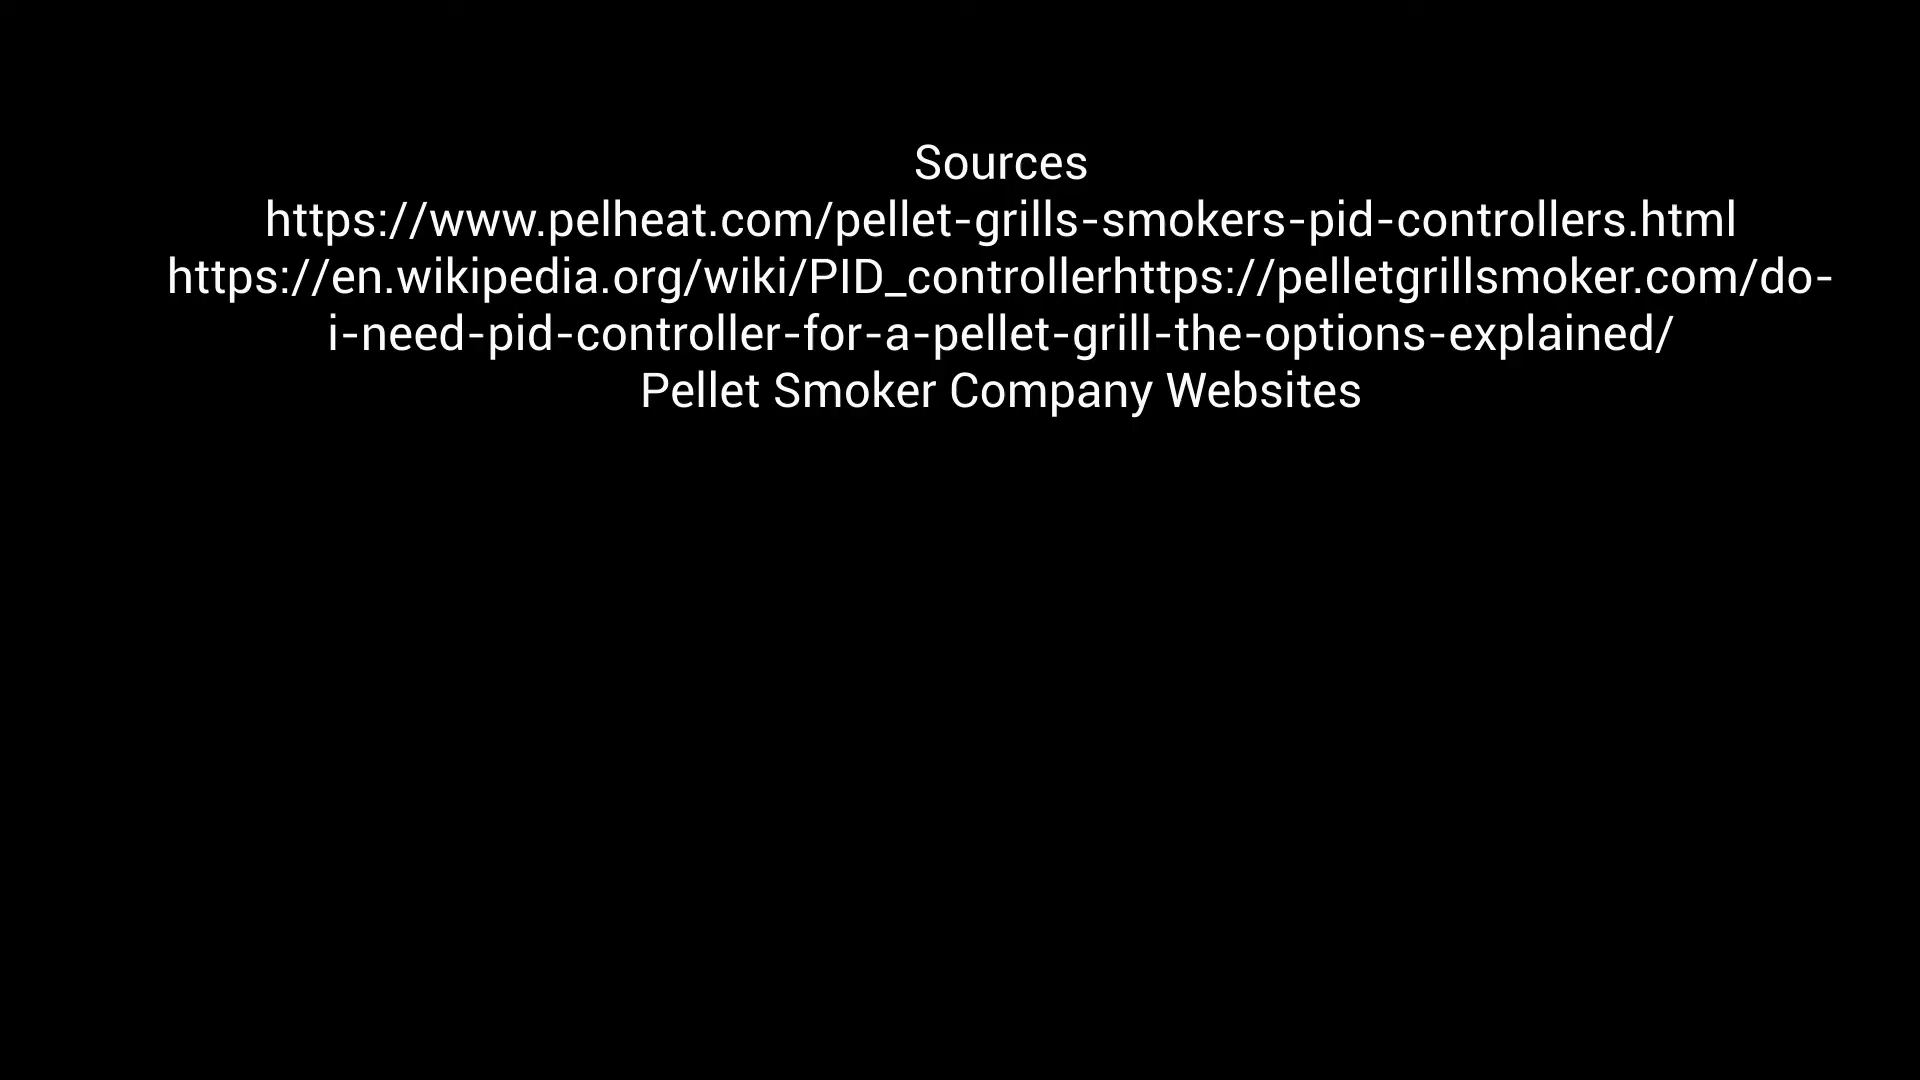 Sources
https://www.pelheat.com/pellet-grills-smokers-pid-controllers.html
https://en.wikipedia.org/wiki/PID_controllerhttps://pelletgrillsmoker.com/do-
i-need-pid-controller-for-a-pellet-grill-the-options-explained/
Pellet Smoker Company Websites